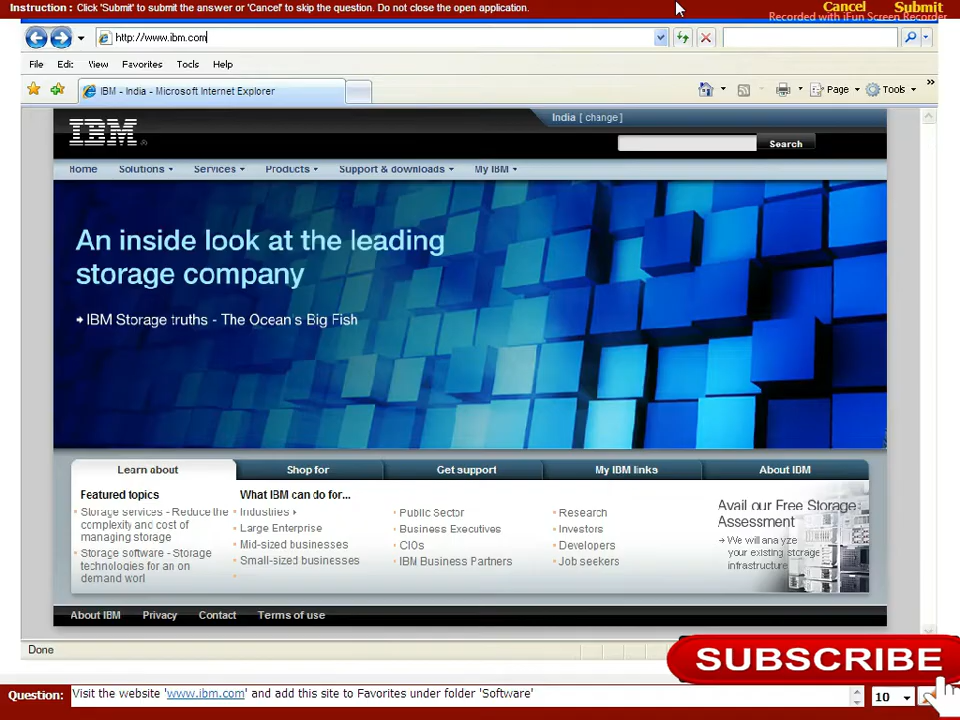 Instruction : Click 'Submit' to submit the answer or 'Cancel' to skip the question. Do not close the open application.
Cancel Submit
Recorded with iFun Screen Recorder
http://www.ibm.com
File Edi: View Favorites Tools Help
IBM - India - Microsoft Internet Explorer
Page Tools »
IBM
India [ change ]
Search
Home Solutions Services Products Support & downloads My IBM
An inside look at the leading
storage company
IBM Storage truths - The Ocean's Big Fish
Learn about Shop for Get support My IBM links About IBM
Featured topics
Storage services - Reduce the
complexity and cost of
managing storage
Storage software - Storage
technologies for an on
demand worl
What IBM can do for...
Industries
Large Enterprise
Mid-sized businesses
Small-sized businesses
Public Sector
Business Executives
CIOs
IBM Business Partners
Research
Investors
Developers
Job seekers
Avail our Free Storage
Assessment
We will analyze
your existing storage
infrastructure
About IBM Privacy Contact Terms of use
Done
SUBSCRIBE
Question: Visit the website 'www.ibm.com' and add this site to Favorites under folder 'Software'
10